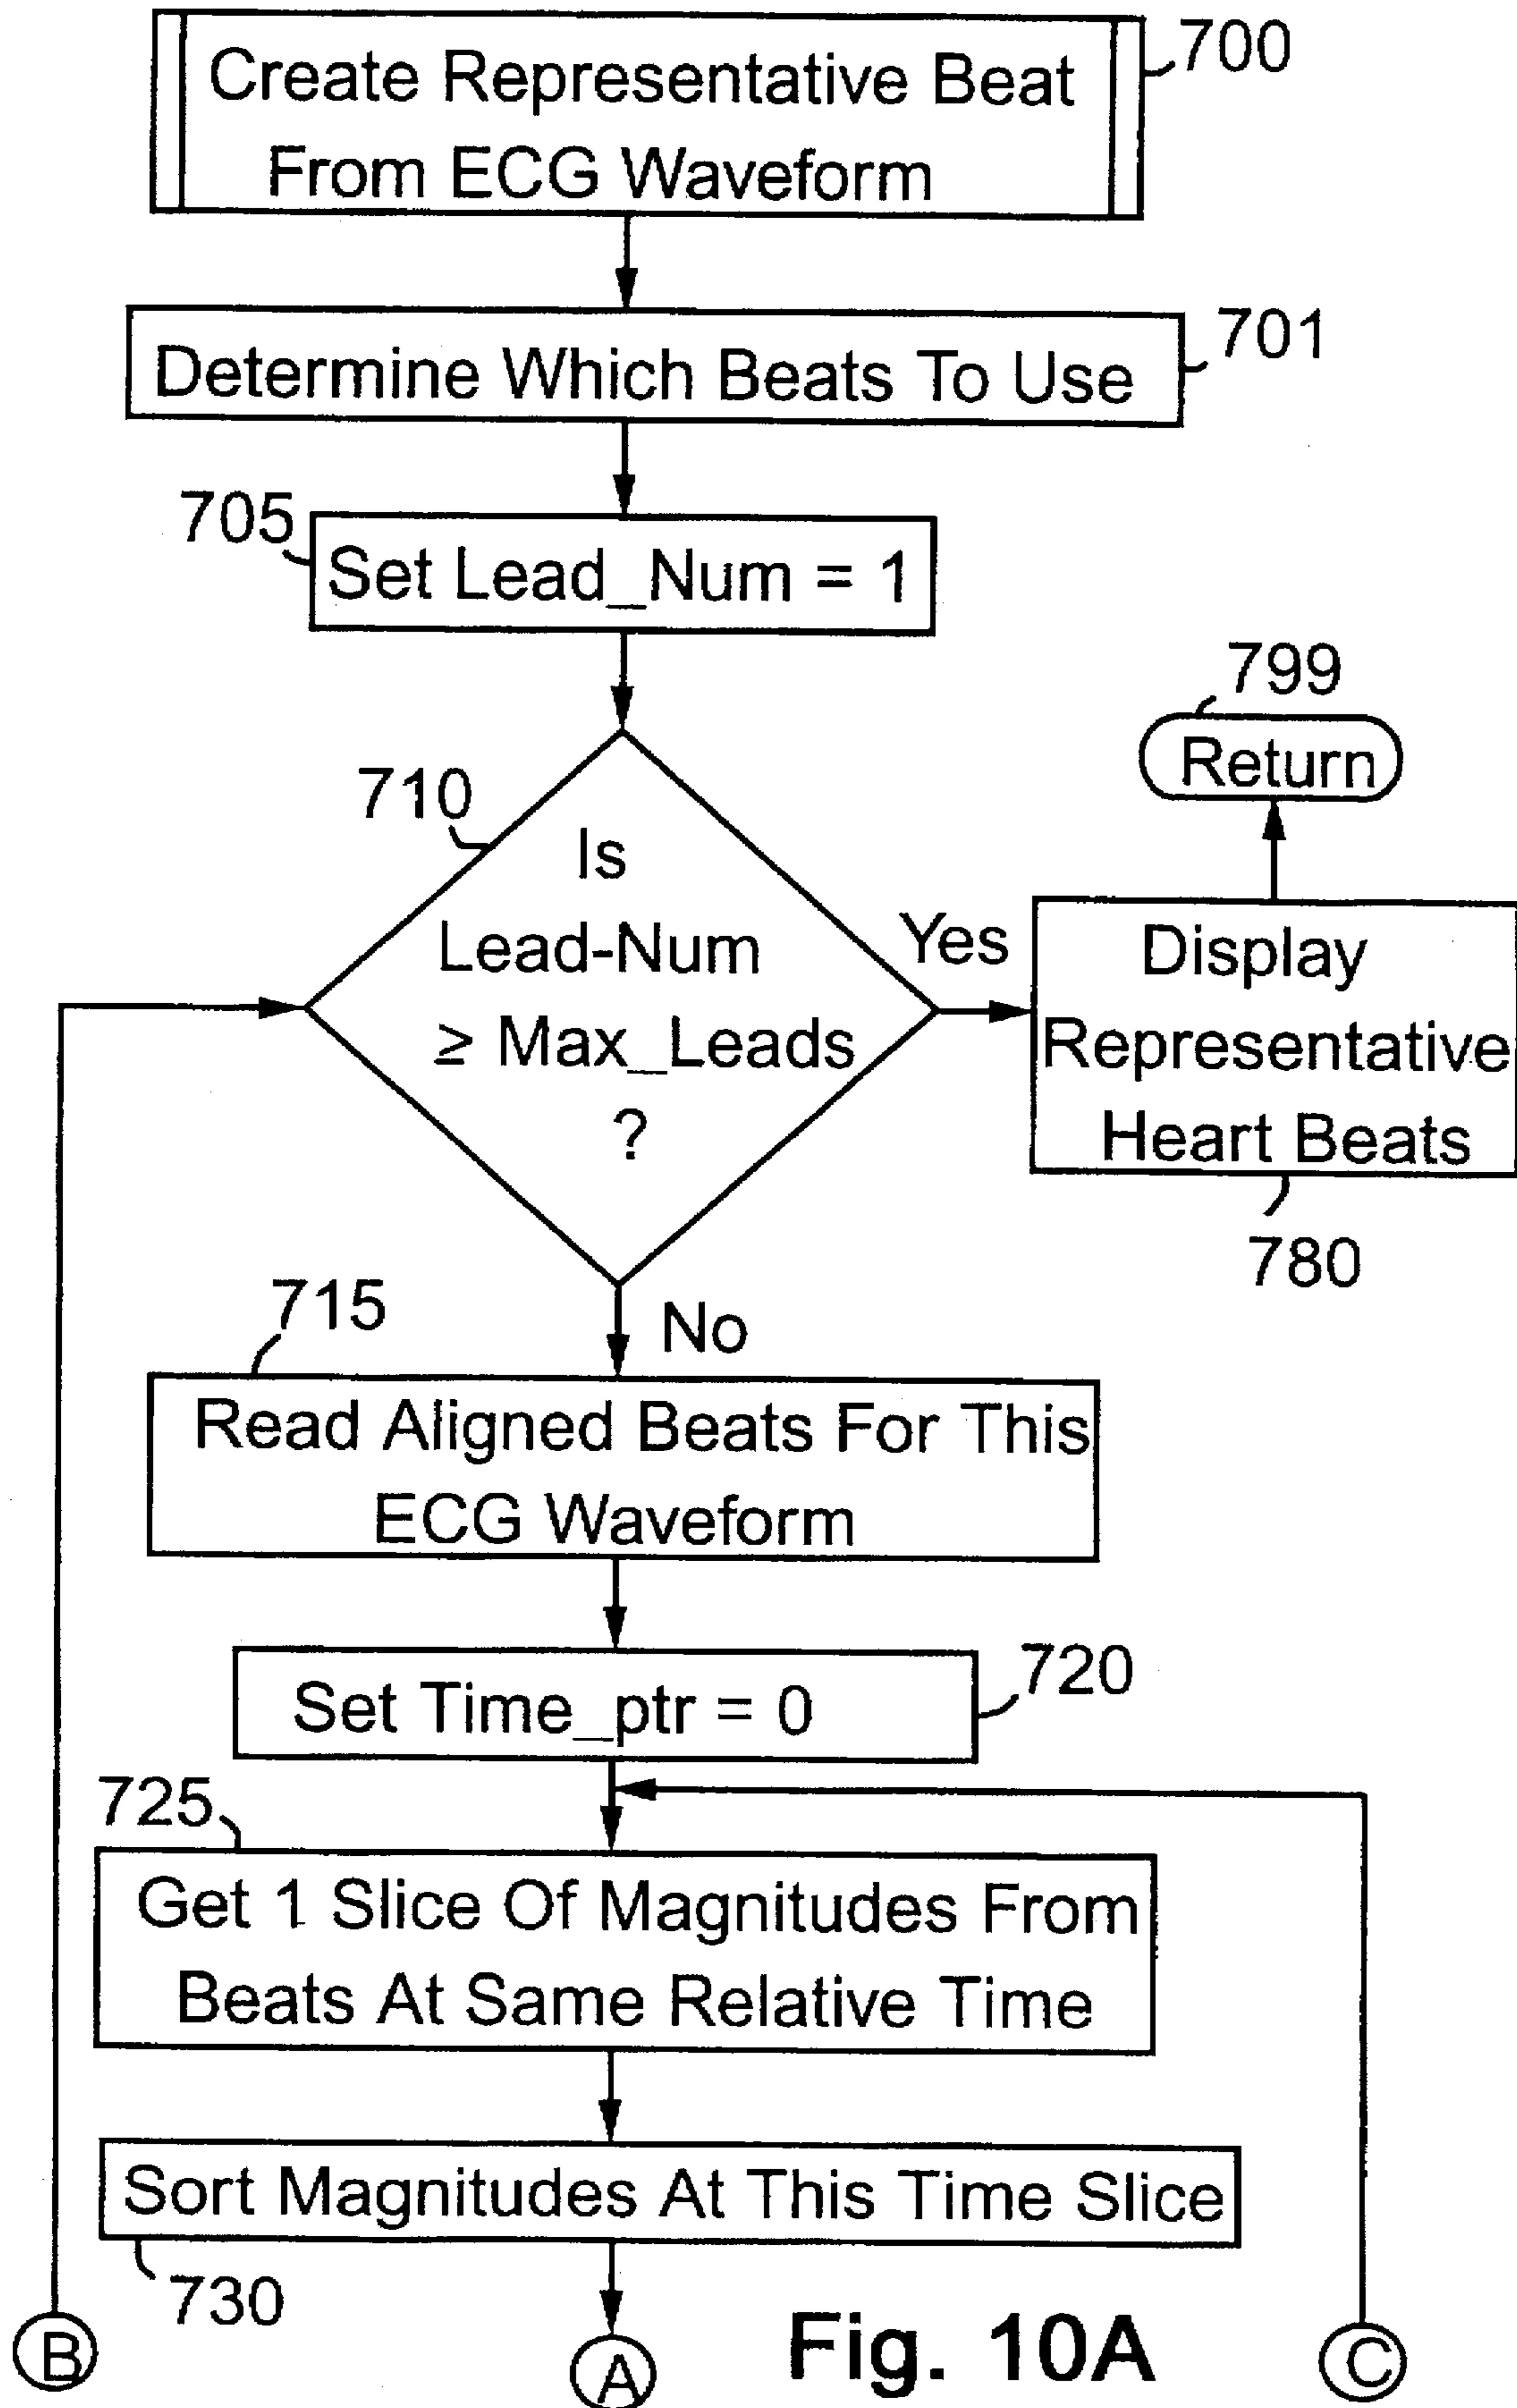 Create Representative Beat
From ECG Waveform
700
Determine Which Beats To Use
701
705
Set Lead_Num = 1
799
Return
710
Is
Lead-Num
≥ Max_Leads
?
Yes
Display
Representative
Heart Beats
780
715
No
Read Aligned Beats For This
ECG Waveform
Set Time_ptr = 0
720
725
Get 1 Slice Of Magnitudes From
Beats At Same Relative Time
Sort Magnitudes At This Time Slice
730
B
A
Fig. 10A
C